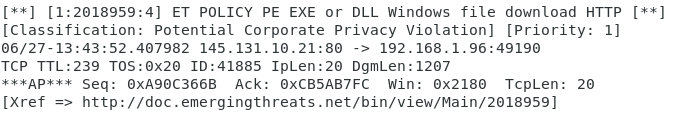 [**] [1:2018959:4] ET POLICY PE EXE or DLL Windows file download HTTP [**]
[Classification: Potential Corporate Privacy Violation] [Priority: 1]
06/27-13:43:52.407982 145.131.10.21:80 -> 192.168.1.96:49190
TCP TTL:239 TOS:0x20 ID:41885 IpLen:20 DgmLen:1207
***AP*** Seq: 0xA90C366B  Ack: 0xCB5AB7FC  Win: 0x2180  TcpLen: 20
[Xref => http://doc.emergingthreats.net/bin/view/Main/2018959]